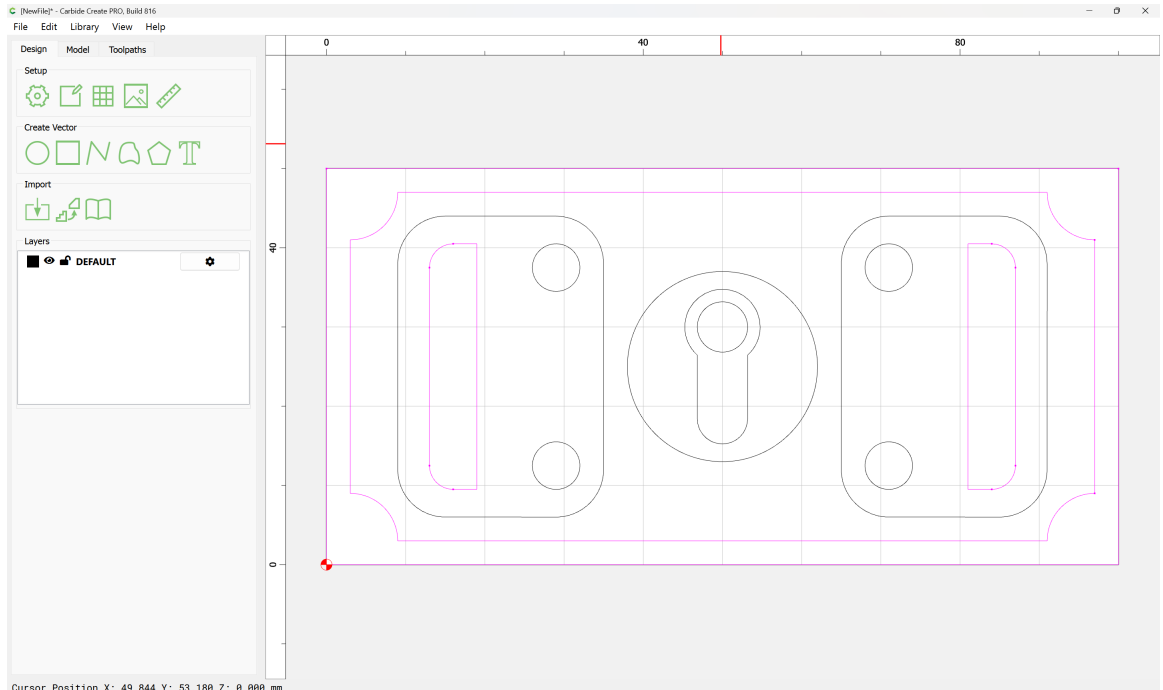 [NewFile]* - Carbide Create PRO, Build 816
File Edit Library View Help
Design Model Toolpaths
Setup
Create Vector
Import
Layers
DEFAULT
0 40 80
40
0
Cursor Position X: 49.844 Y: 53.180 Z: 0.000 mm